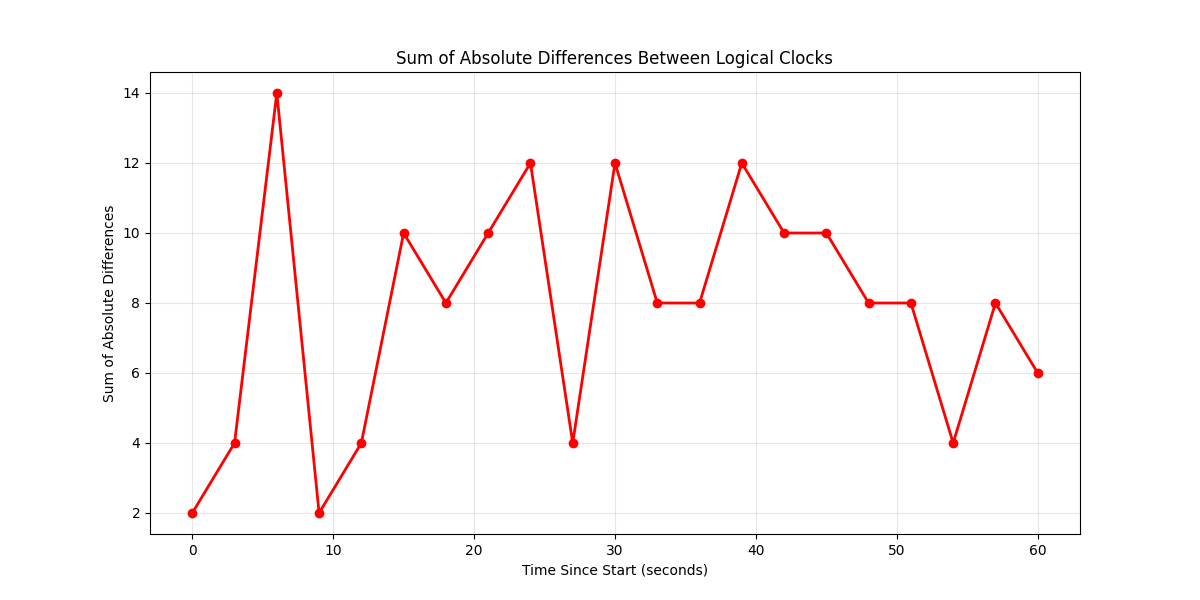 Sum of Absolute Differences Between Logical Clocks
14
12
10
8
6
4
2
Sum of Absolute Differences
0 10 20 30 40 50 60
Time Since Start (seconds)